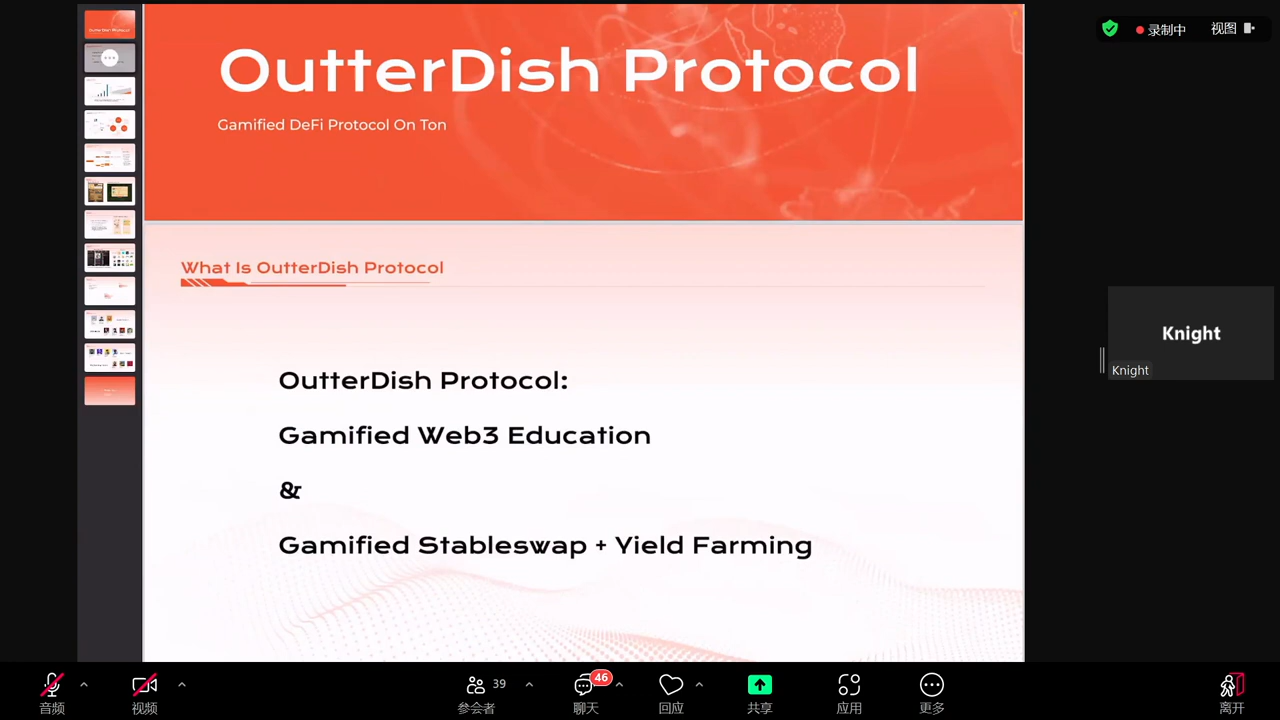 OutterDish Protocol
Gamified DeFi Protocol On Ton
What Is OutterDish Protocol
OutterDish Protocol:
Gamified Web3 Education
&
Gamified Stableswap + Yield Farming
录制中
视图
Knight
Knight
音频
视频
39
参会者
46
聊天
回应
共享
应用
更多
离开